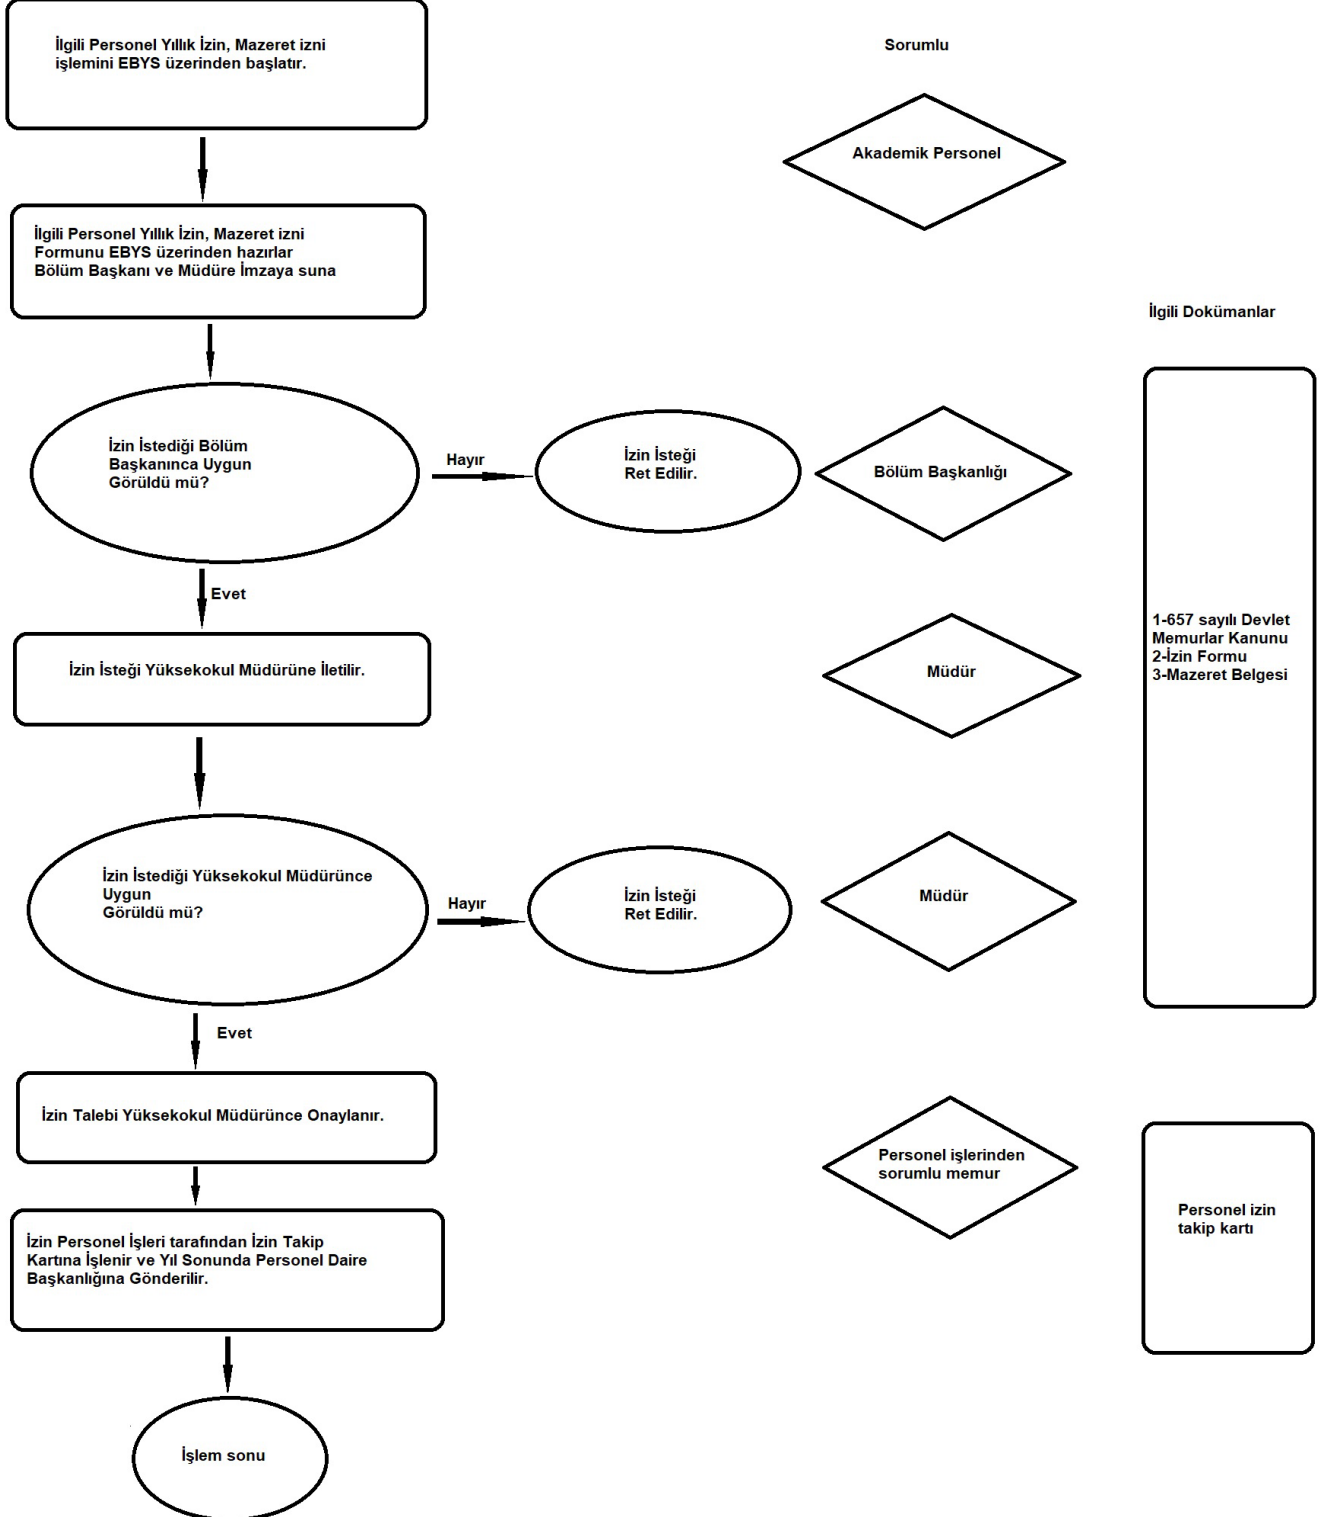 İlgili Personel Yıllık İzin, Mazeret izni
işlemini EBYS üzerinden başlatır.
Sorumlu
Akademik Personel
İlgili Personel Yıllık İzin, Mazeret izni
Formunu EBYS üzerinden hazırlar
Bölüm Başkanı ve Müdüre İmzaya suna
İlgili Dokümanlar
İzin İstediği Bölüm
Başkanınca Uygun
Görüldü mü?
Hayır
İzin İsteği
Ret Edilir.
Bölüm Başkanlığı
Evet
1-657 sayılı Devlet
Memurlar Kanunu
2-İzin Formu
3-Mazeret Belgesi
İzin İsteği Yüksekokul Müdürüne İletilir.
Müdür
İzin İstediği Yüksekokul Müdürünce
Uygun
Görüldü mü?
Hayır
İzin İsteği
Ret Edilir.
Müdür
Evet
İzin Talebi Yüksekokul Müdürünce Onaylanır.
Personel işlerinden
sorumlu memur
Personel izin
takip kartı
İzin Personel İşleri tarafından İzin Takip
Kartına İşlenir ve Yıl Sonunda Personel Daire
Başkanlığına Gönderilir.
İşlem sonu